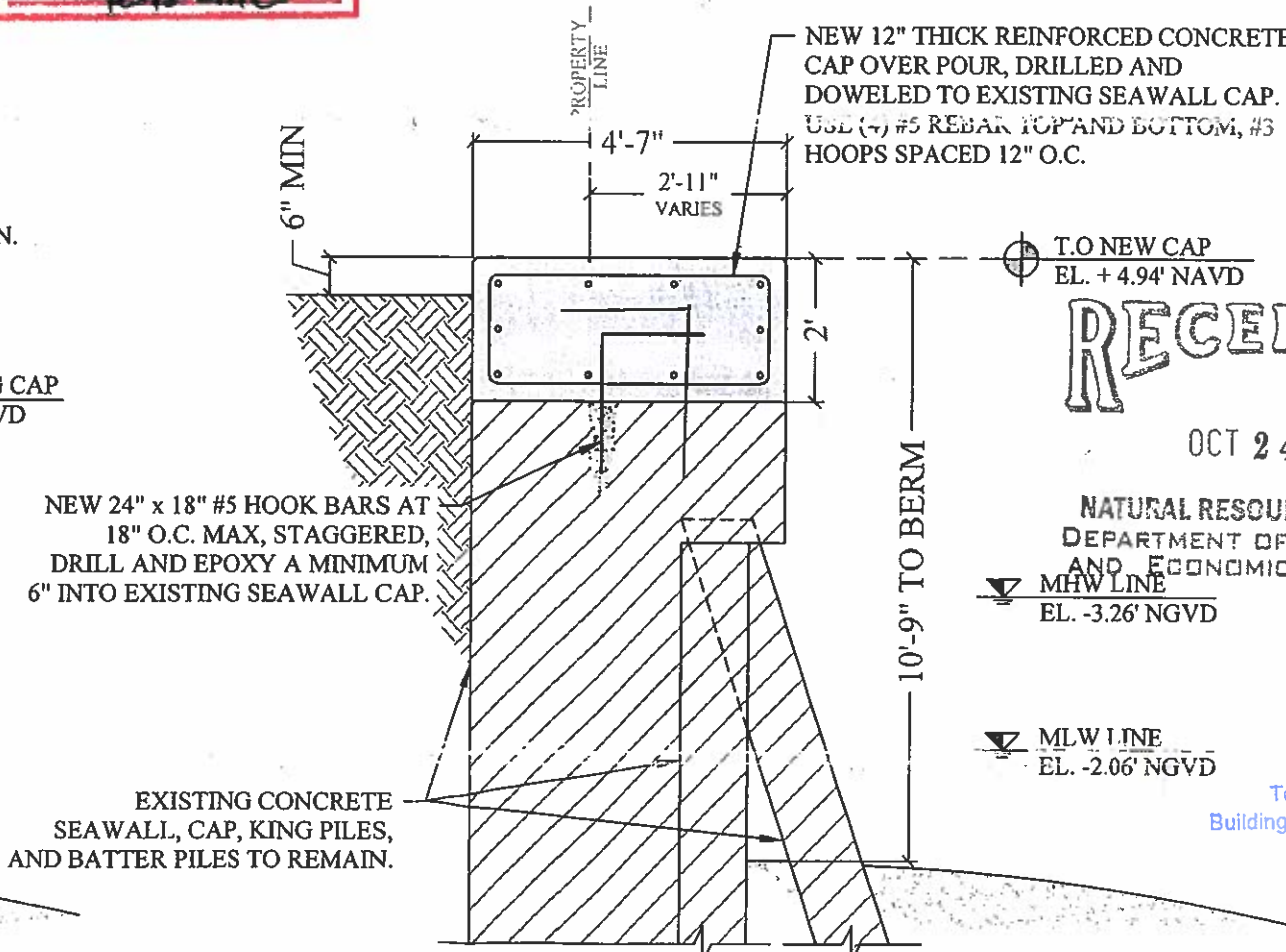 PROPERTY
LINE
NEW 12" THICK REINFORCED CONCRETE
CAP OVER POUR, DRILLED AND
DOWELED TO EXISTING SEAWALL CAP.
USE (4) #5 REBAR TOP AND BOTTOM, #3
HOOPS SPACED 12" O.C.
4'-7"
2'-11"
VARIES
6" MIN
N.
T.O NEW CAP
EL. + 4.94' NAVD
2'
CAP
VD
OCT 24
NATURAL RESOU
DEPARTMENT OF
AND ECONOMIC
NEW 24" x 18" #5 HOOK BARS AT
18" O.C. MAX, STAGGERED,
DRILL AND EPOXY A MINIMUM
6" INTO EXISTING SEAWALL CAP.
10'-9" TO BERM
MHW LINE
EL. -3.26' NGVD
MLW LINE
EL. -2.06' NGVD
EXISTING CONCRETE
SEAWALL, CAP, KING PILES,
AND BATTER PILES TO REMAIN.
Building